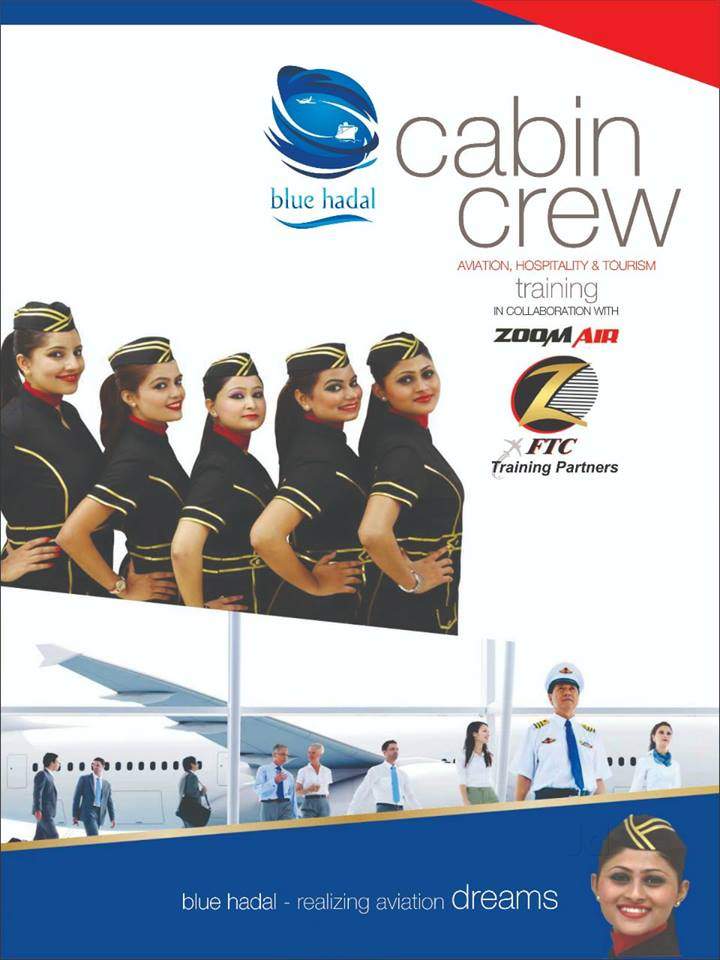 blue hadal
cabin
crew
AVIATION, HOSPITALITY & TOURISM
training
IN COLLABORATION WITH
ZOOM AIR
Z
FTC
Training Partners
blue hadal - realizing aviation dreams